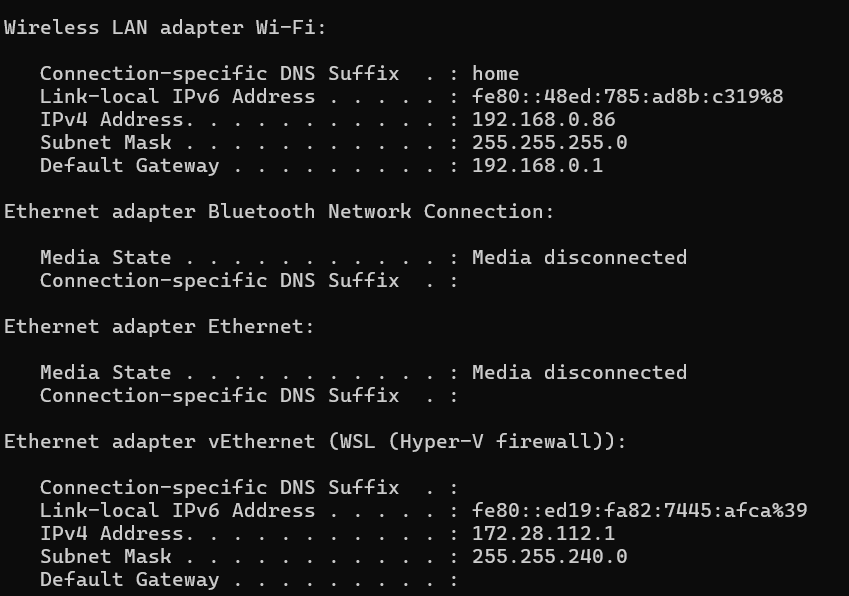 Wireless LAN adapter Wi-Fi:
Connection-specific DNS Suffix  . : home
Link-local IPv6 Address . . . . . : fe80::48ed:785:ad8b:c319%8
IPv4 Address. . . . . . . . . . . : 192.168.0.86
Subnet Mask . . . . . . . . . . . : 255.255.255.0
Default Gateway . . . . . . . . . : 192.168.0.1
Ethernet adapter Bluetooth Network Connection:
Media State . . . . . . . . . . . : Media disconnected
Connection-specific DNS Suffix  . :
Ethernet adapter Ethernet:
Media State . . . . . . . . . . . : Media disconnected
Connection-specific DNS Suffix  . :
Ethernet adapter vEthernet (WSL (Hyper-V firewall)):
Connection-specific DNS Suffix  . :
Link-local IPv6 Address . . . . . : fe80::ed19:fa82:7445:afca%39
IPv4 Address. . . . . . . . . . . : 172.28.112.1
Subnet Mask . . . . . . . . . . . : 255.255.240.0
Default Gateway . . . . . . . . . :